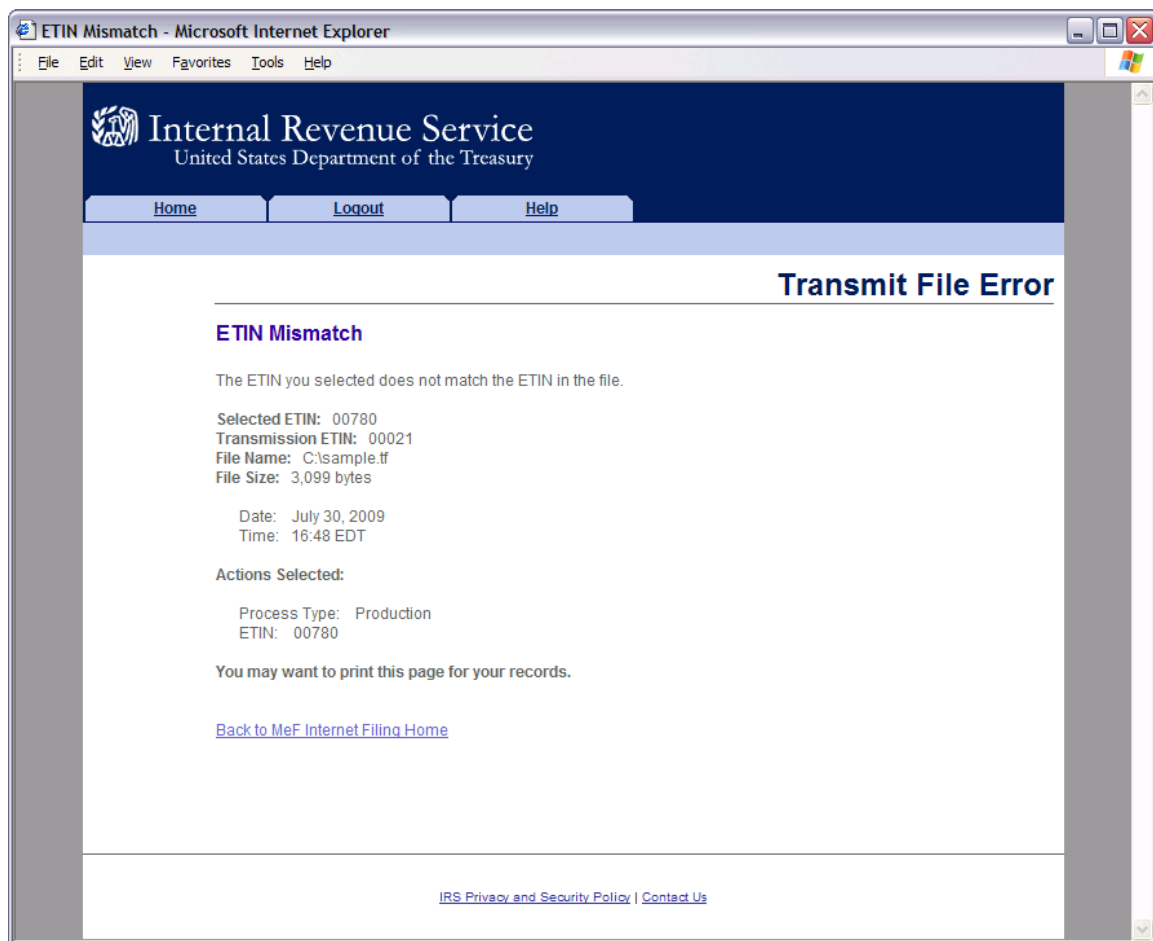 ETIN Mismatch - Microsoft Internet Explorer
File Edit View Favorites Tools Help
Internal Revenue Service
United States Department of the Treasury
Home Logout Help
Transmit File Error
ETIN Mismatch
The ETIN you selected does not match the ETIN in the file.
Selected ETIN: 00780
Transmission ETIN: 00021
File Name: C:\sample.tf
File Size: 3,099 bytes
Date: July 30, 2009
Time: 16:48 EDT
Actions Selected:
Process Type: Production
ETIN: 00780
You may want to print this page for your records.
Back to MeF Internet Filing Home
IRS Privacy and Security Policy | Contact Us